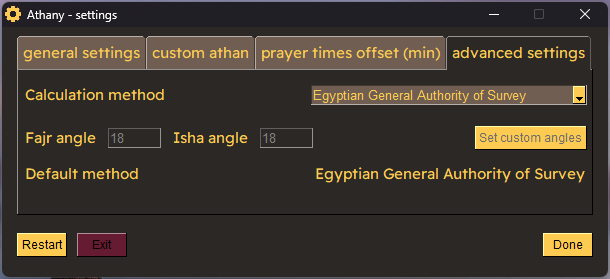 Athany - settings
general settings custom athan prayer times offset (min) advanced settings
Calculation method Egyptian General Authority of Survey
Fajr angle 18 Isha angle 18 Set custom angles
Default method Egyptian General Authority of Survey
Restart Exit Done